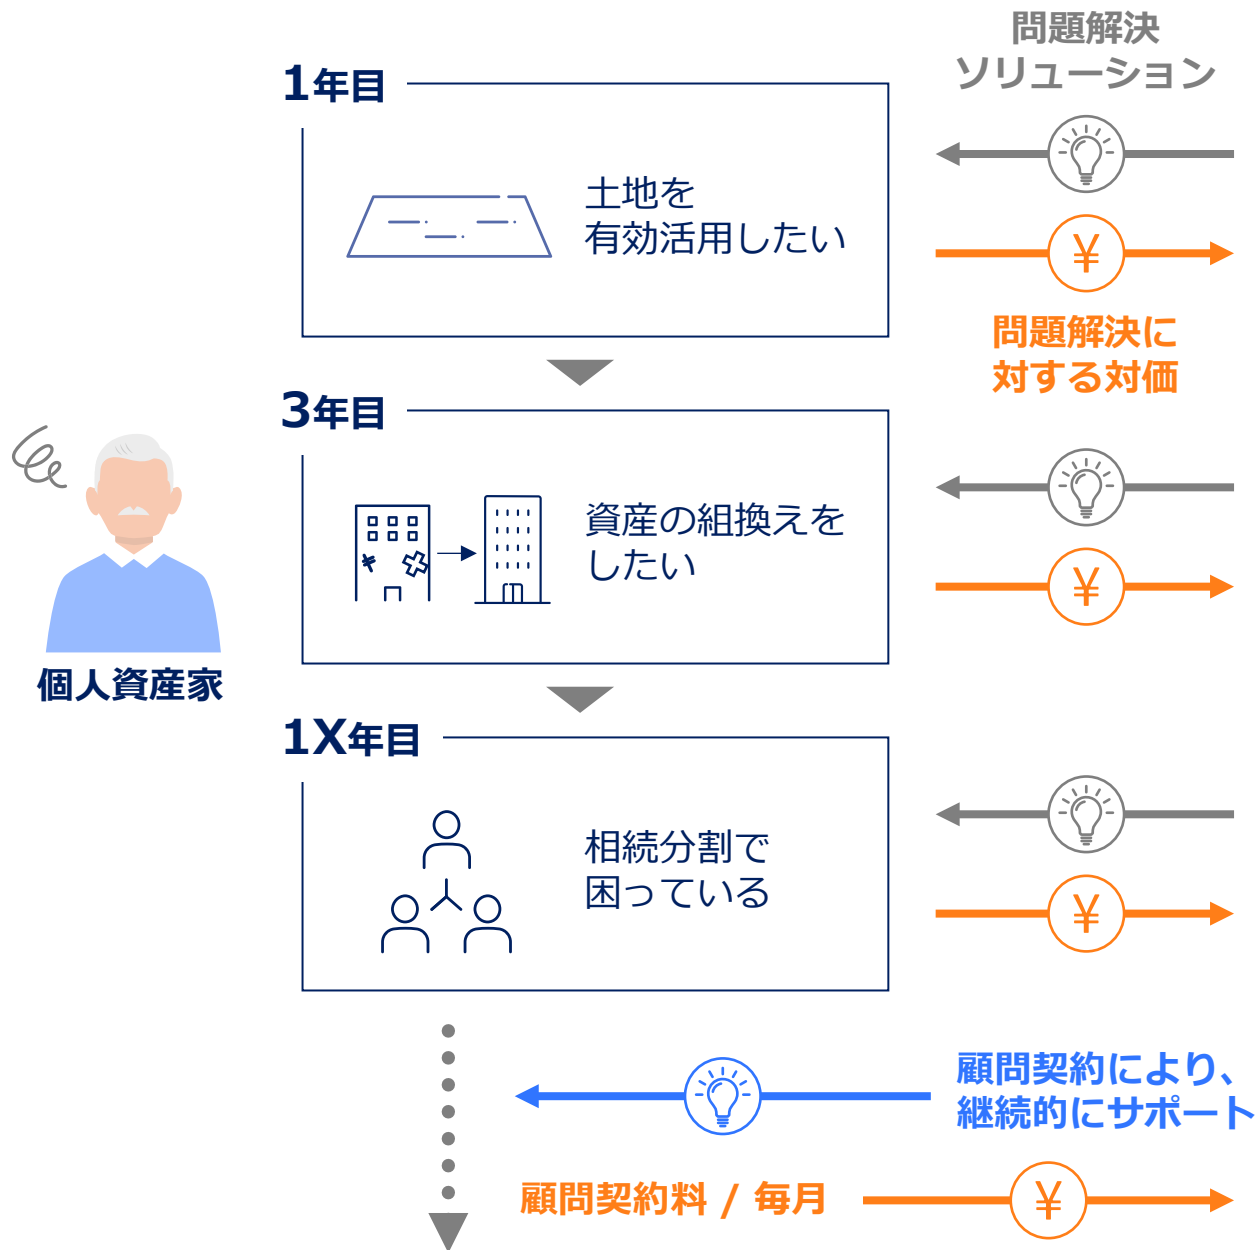 問題解決
ソリューション
1年目
土地を
有効活用したい
¥
問題解決に
対する対価
3年目
資産の組換えを
したい
¥
個人資産家
1X年目
相続分割で
困っている
¥
顧問契約により、
継続的にサポート
顧問契約料 / 毎月
¥